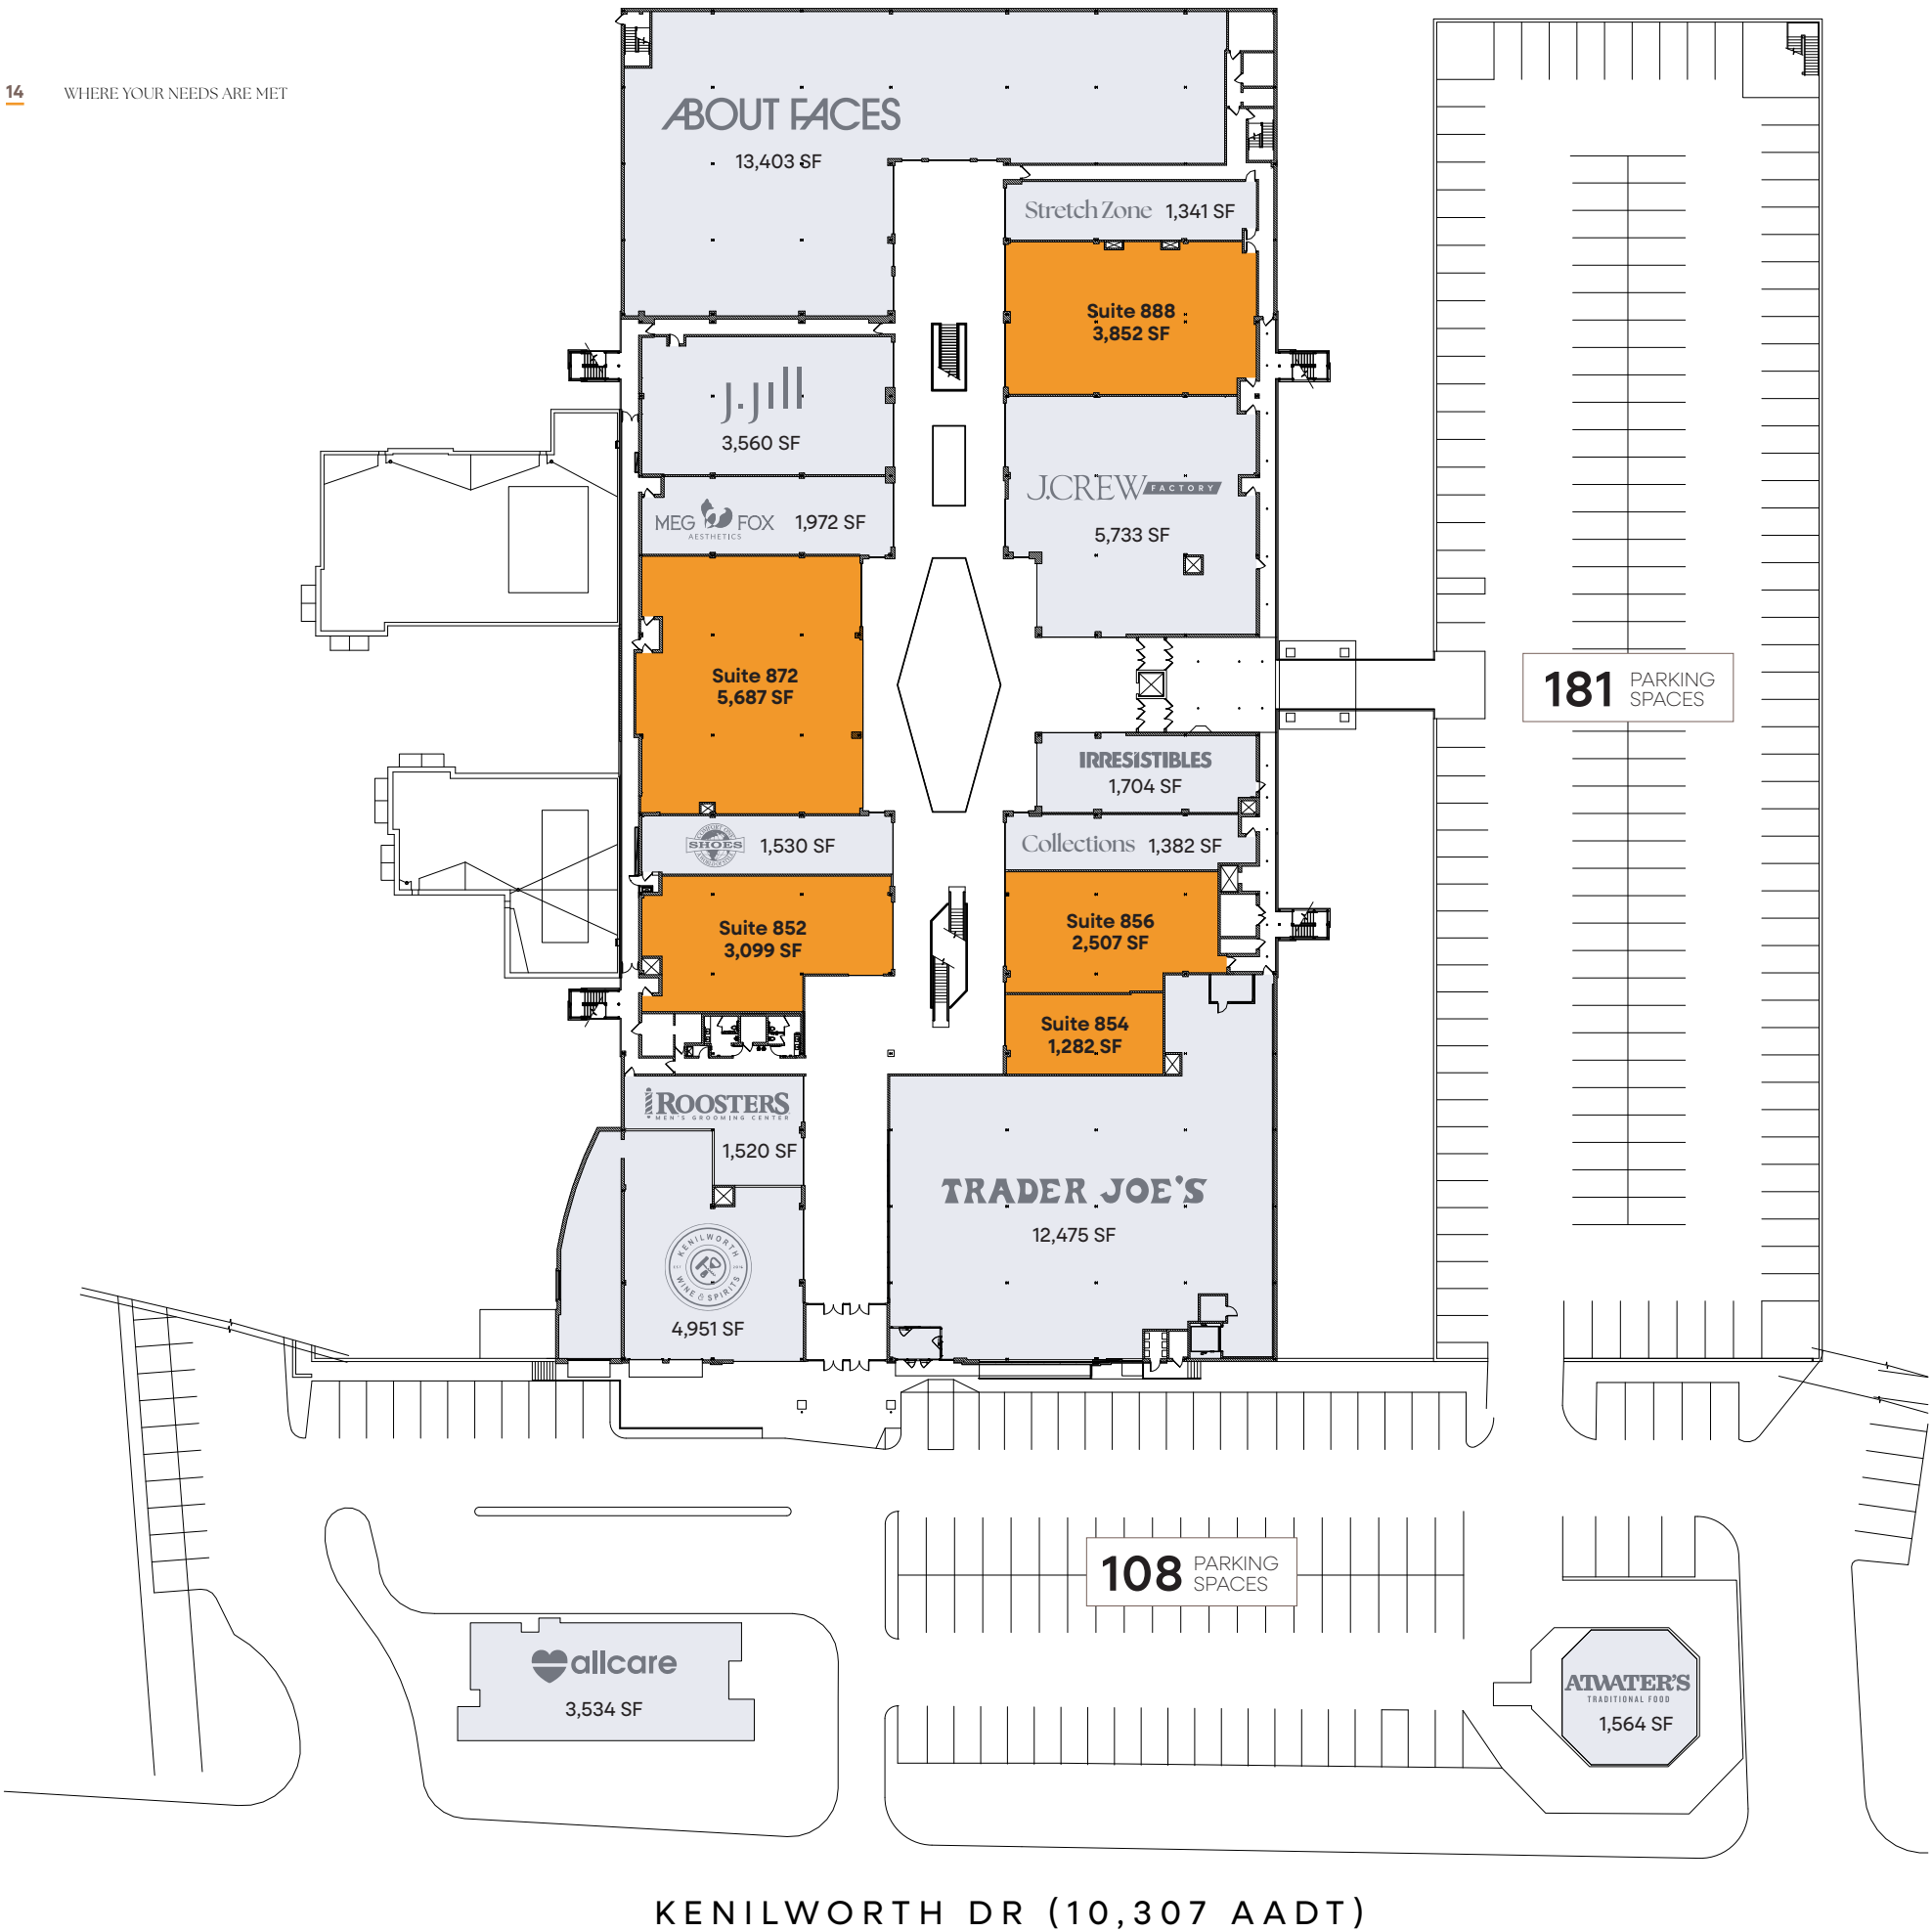 14 WHERE YOUR NEEDS ARE MET
ABOUT FACES
13,403 SF
Stretch Zone 1,341 SF
Suite 888
3,852 SF
J.Jill
3,560 SF
J.CREW FACTORY
5,733 SF
MEG FOX 1,972 SF
AESTHETICS
Suite 872
5,687 SF
181 PARKING
SPACES
IRRESISTIBLES
1,704 SF
SHOES 1,530 SF
Collections 1,382 SF
Suite 852
3,099 SF
Suite 856
2,507 SF
Suite 854
1,282 SF
ROOSTERS
MEN'S GROOMING CENTER
1,520 SF
TRADER JOE'S
12,475 SF
KENILWORTH
WINE & SPIRITS
4,951 SF
108 PARKING
SPACES
allcare
3,534 SF
ATWATER'S
TRADITIONAL FOOD
1,564 SF
KENILWORTH DR (10,307 AADT)